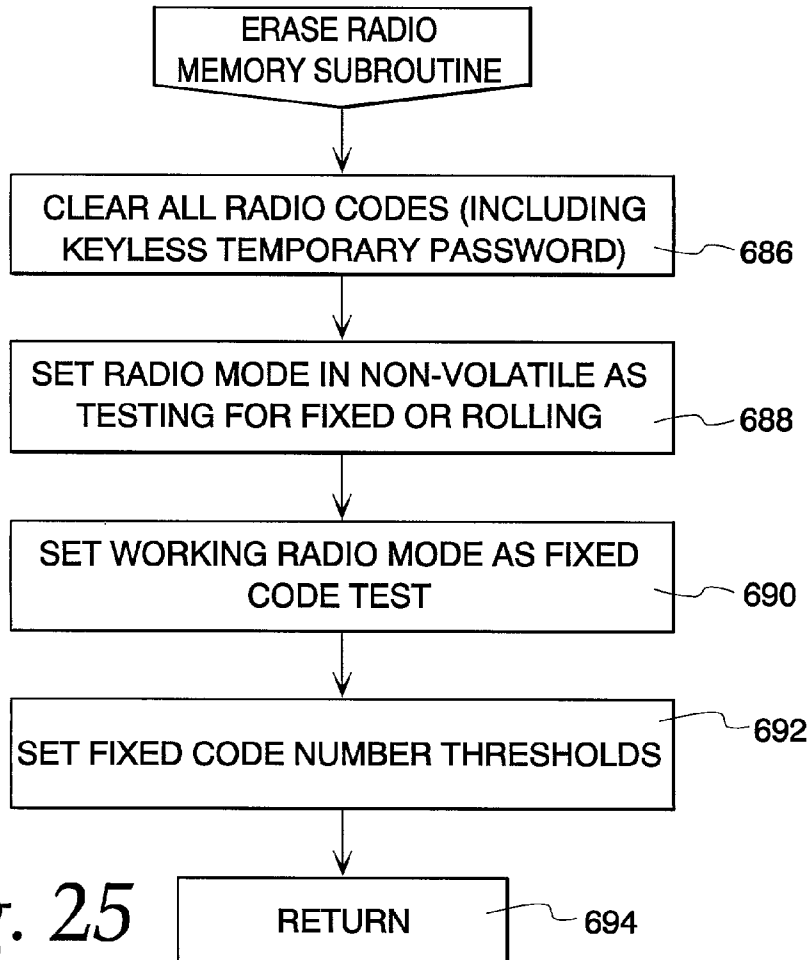 ERASE RADIO
MEMORY SUBROUTINE
CLEAR ALL RADIO CODES (INCLUDING
KEYLESS TEMPORARY PASSWORD)
686
SET RADIO MODE IN NON-VOLATILE AS
TESTING FOR FIXED OR ROLLING
688
SET WORKING RADIO MODE AS FIXED
CODE TEST
690
SET FIXED CODE NUMBER THRESHOLDS
692
g. 25
RETURN
694